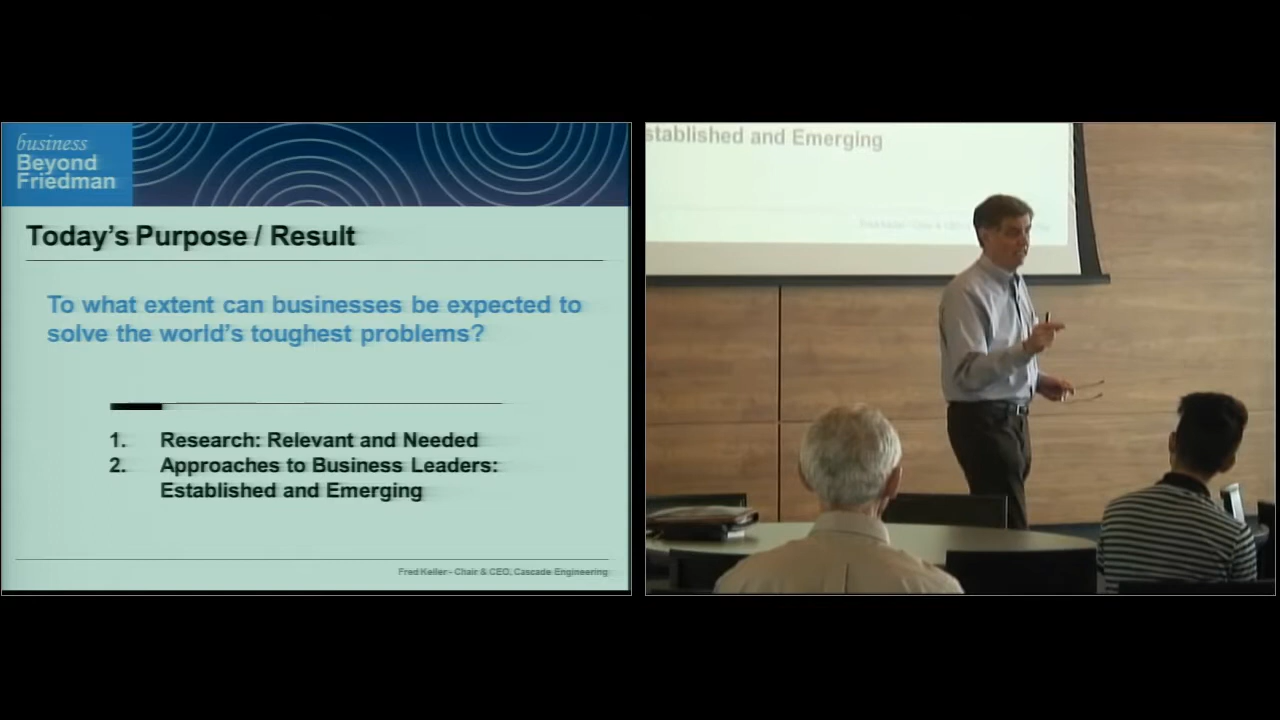 business
Beyond
Friedman
Today's Purpose / Result
To what extent can businesses be expected to
solve the world's toughest problems?
1. Research: Relevant and Needed
2. Approaches to Business Leaders:
Established and Emerging
Fred Keller - Chair & CEO, Cascade Engineering
stablished and Emerging